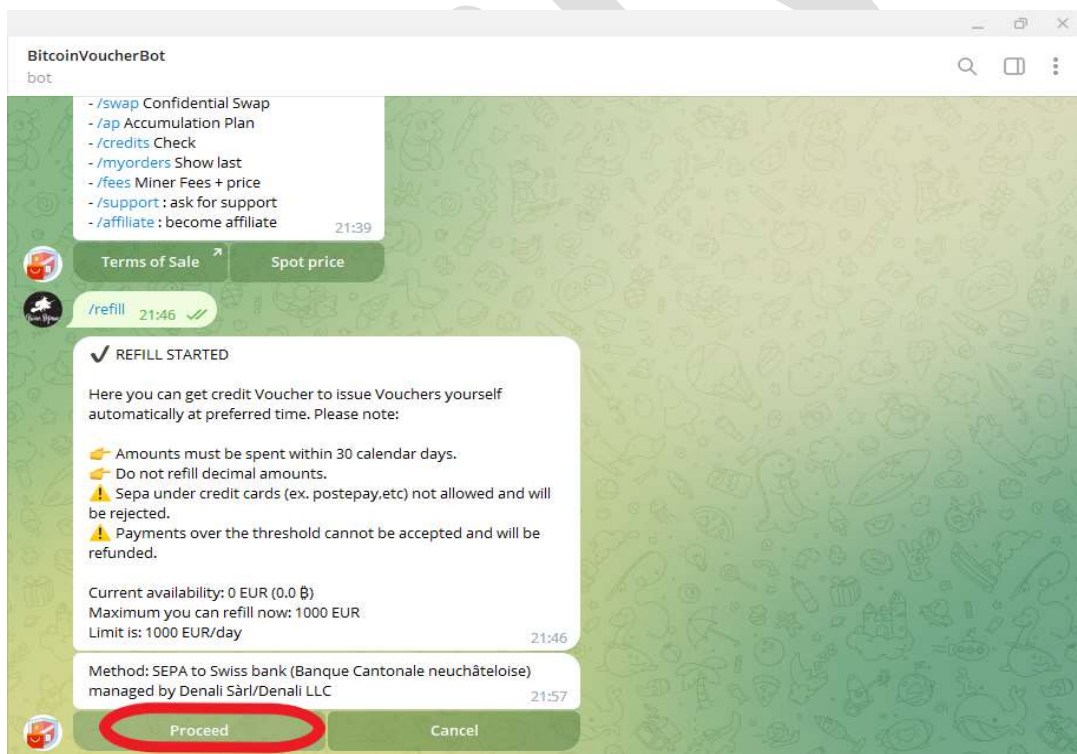 BitcoinVoucherBot
bot
- /swap Confidential Swap
- /ap Accumulation Plan
- /credits Check
- /myorders Show last
- /fees Miner Fees + price
- /support : ask for support
- /affiliate : become affiliate
21:39
Terms of Sale
Spot price
/refill 21:46
✔ REFILL STARTED
Here you can get credit Voucher to issue Vouchers yourself
automatically at preferred time. Please note:
👉 Amounts must be spent within 30 calendar days.
👉 Do not refill decimal amounts.
⚠ Sepa under credit cards (ex. postepay,etc) not allowed and will
be rejected.
⚠ Payments over the threshold cannot be accepted and will be
refunded.
Current availability: 0 EUR (0.0 ₿)
Maximum you can refill now: 1000 EUR
Limit is: 1000 EUR/day
21:46
Method: SEPA to Swiss bank (Banque Cantonale neuchâteloise)
managed by Denali Sàrl/Denali LLC
21:57
Proceed
Cancel